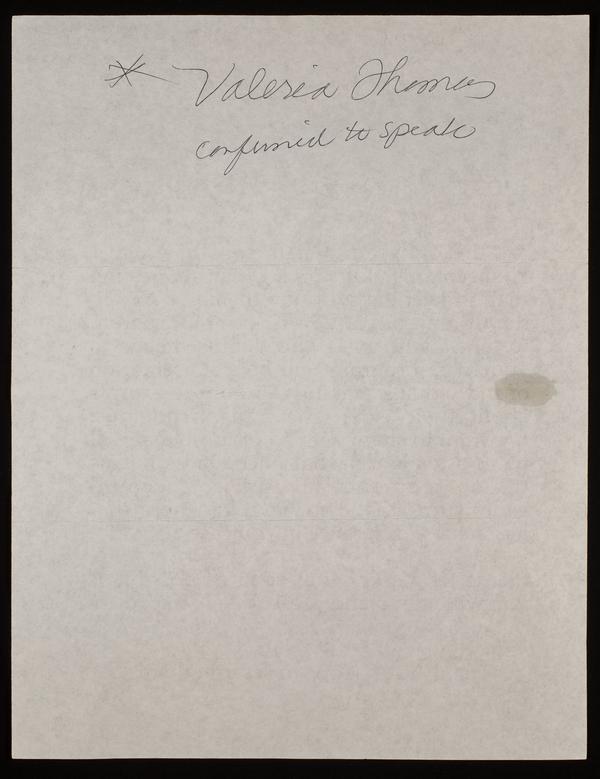 * Valeria Thomas
confirmed to speak